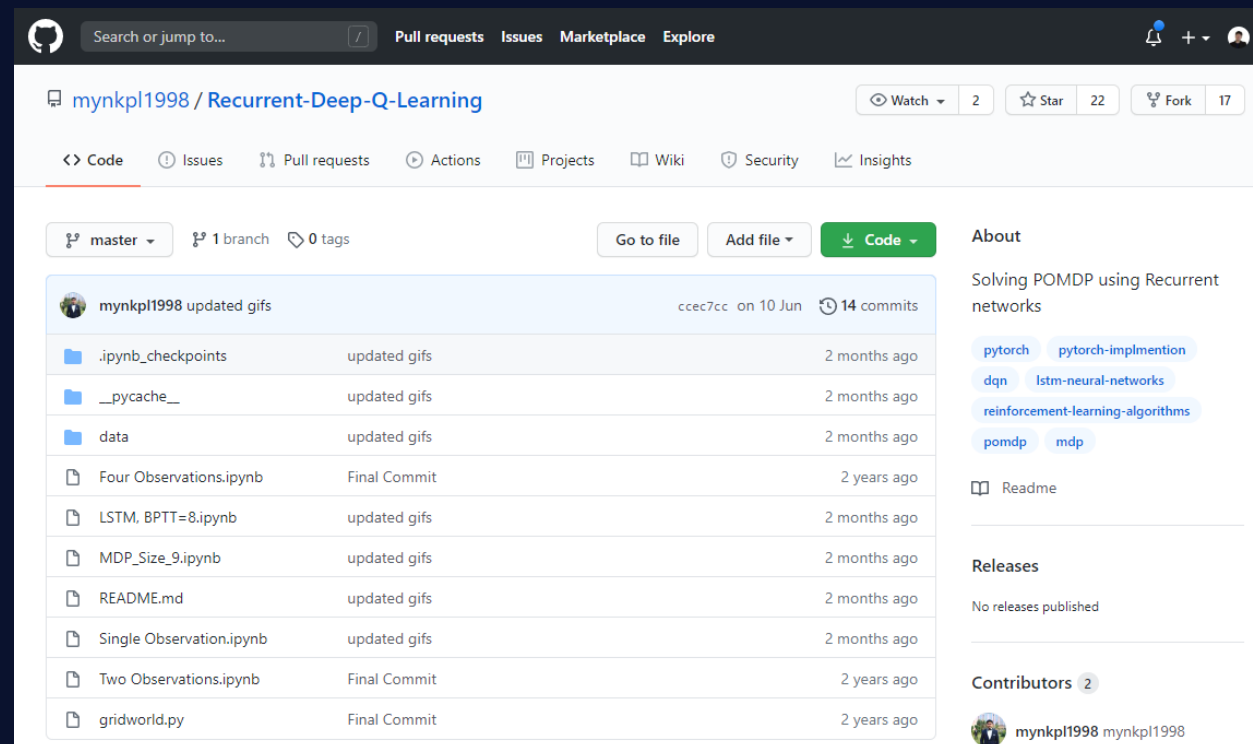 Search or jump to... /
Pull requests Issues Marketplace Explore
mynkpl1998 / Recurrent-Deep-Q-Learning
Watch 2 Star 22 Fork 17
Code Issues Pull requests Actions Projects Wiki Security Insights
master 1 branch 0 tags Go to file Add file Code
mynkpl1998 updated gifs ccec7cc on 10 Jun 14 commits
.ipynb_checkpoints updated gifs 2 months ago
__pycache__ updated gifs 2 months ago
data updated gifs 2 months ago
Four Observations.ipynb Final Commit 2 years ago
LSTM, BPTT=8.ipynb updated gifs 2 months ago
MDP_Size_9.ipynb updated gifs 2 months ago
README.md updated gifs 2 months ago
Single Observation.ipynb updated gifs 2 months ago
Two Observations.ipynb Final Commit 2 years ago
gridworld.py Final Commit 2 years ago
About
Solving POMDP using Recurrent
networks
pytorch pytorch-implmention
dqn lstm-neural-networks
reinforcement-learning-algorithms
pomdp mdp
Readme
Releases
No releases published
Contributors 2
mynkpl1998 mynkpl1998